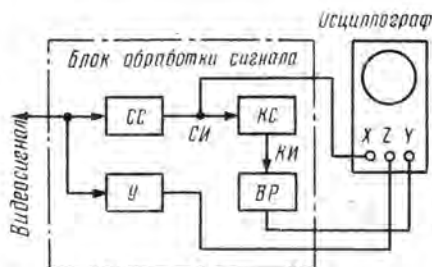 Осциллограф
Блок обработки сигнала
Видеосигнал
СС
СИ
КС
КИ
У
ВР
X Z Y